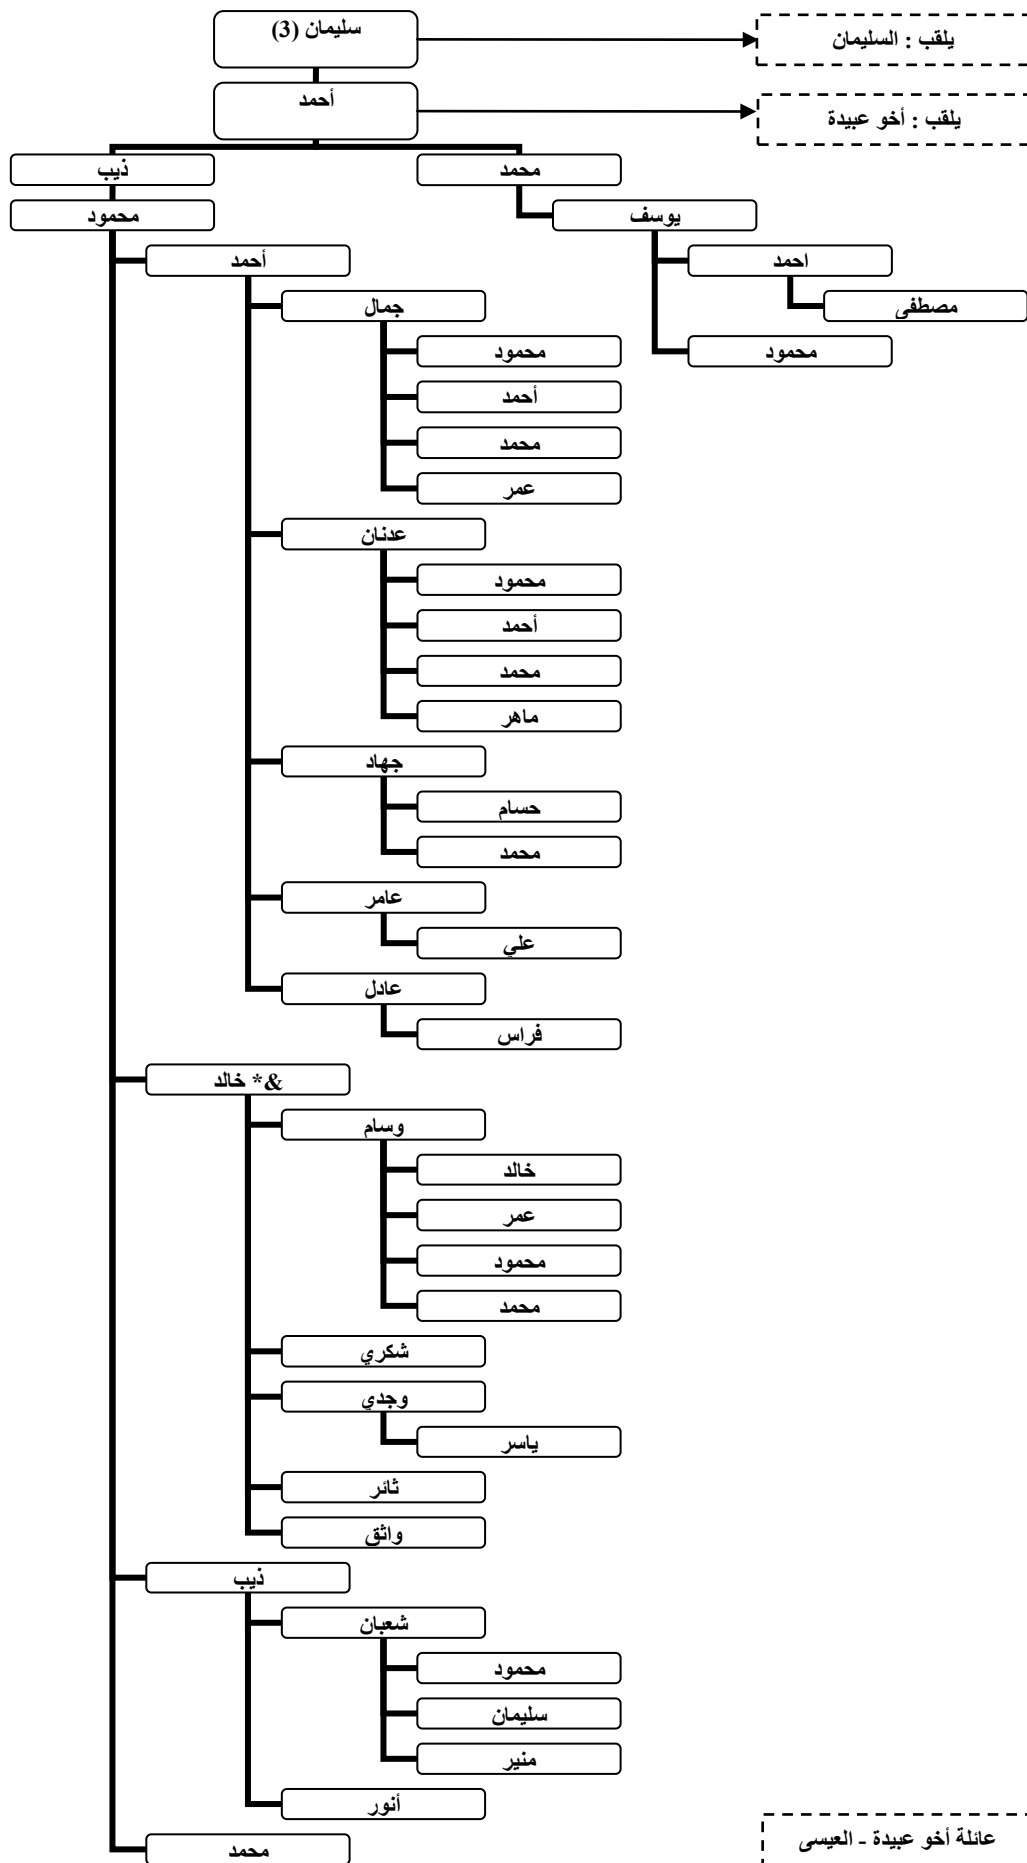 سليمان (3)
يلقب : السليمان
أحمد
يلقب : أخو عبيدة
ذيب
محمد
محمود
يوسف
أحمد
احمد
جمال
مصطفى
محمود
محمود
أحمد
محمد
عمر
عدنان
محمود
أحمد
محمد
ماهر
جهاد
حسام
محمد
عامر
علي
عادل
فراس
&* خالد
وسام
خالد
عمر
محمود
محمد
شكري
وجدي
ياسر
ثائر
واثق
ذيب
شعبان
محمود
سليمان
منير
أنور
محمد
عائلة أخو عبيدة - العيسى